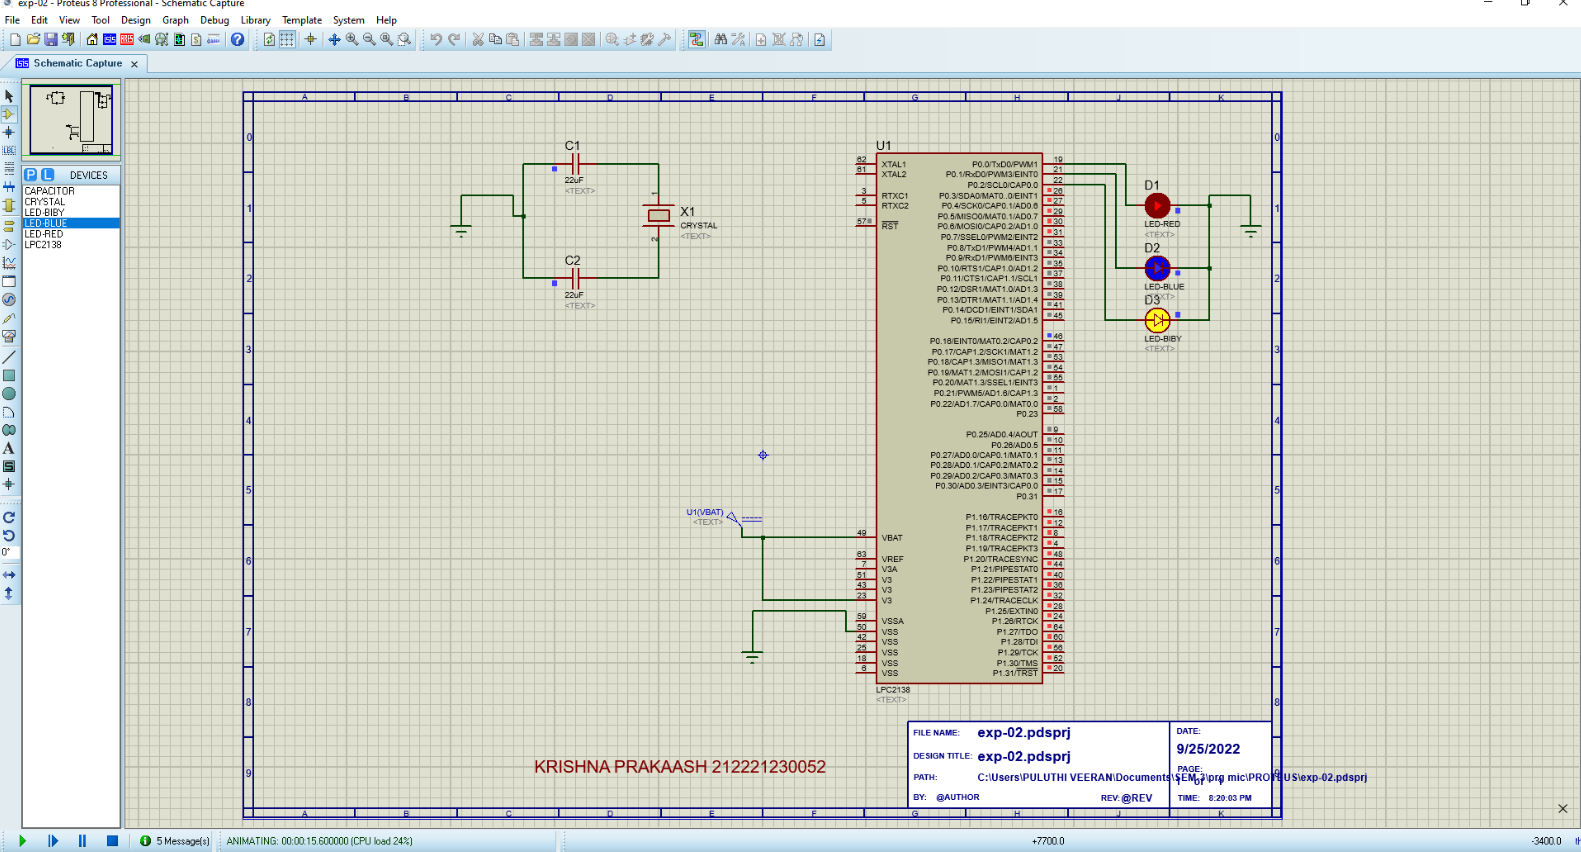 exp-02 - Proteus 8 Professional - Schematic Capture
File Edit View Tool Design Graph Debug Library Template System Help
Schematic Capture
P L DEVICES
CAPACITOR
CRYSTAL
LED-BIBY
LED-BLUE
LED-RED
LPC2138
0°
A B C D E F G H J K
0
1
2
3
4
5
6
7
8
9
C1
22uF
<TEXT>
X1
CRYSTAL
<TEXT>
1
2
C2
22uF
<TEXT>
U1
62 XTAL1
61 XTAL2
3 RTXC1
5 RTXC2
57 RST
49 VBAT
63 VREF
7 V3A
51 V3
43 V3
23 V3
59 VSSA
50 VSS
42 VSS
25 VSS
18 VSS
6 VSS
P0.0/TxD0/PWM1 19
P0.1/RxD0/PWM3/EINT0 21
P0.2/SCL0/CAP0.0 22
P0.3/SDA0/MAT0..0/EINT1 26
P0.4/SCK0/CAP0.1/AD0.6 27
P0.5/MISO0/MAT0.1/AD0.7 29
P0.6/MOSI0/CAP0.2/AD1.0 30
P0.7/SSEL0/PWM2/EINT2 31
P0.8/TxD1/PWM4/AD1.1 33
P0.9/RxD1/PWM6/EINT3 34
P0.10/RTS1/CAP1.0/AD1.2 35
P0.11/CTS1/CAP1.1/SCL1 37
P0.12/DSR1/MAT1.0/AD1.3 38
P0.13/DTR1/MAT1.1/AD1.4 39
P0.14/DCD1/EINT1/SDA1 41
P0.15/RI1/EINT2/AD1.5 45
P0.16/EINT0/MAT0.2/CAP0.2 46
P0.17/CAP1.2/SCK1/MAT1.2 47
P0.18/CAP1.3/MISO1/MAT1.3 53
P0.19/MAT1.2/MOSI1/CAP1.2 54
P0.20/MAT1.3/SSEL1/EINT3 55
P0.21/PWM5/AD1.6/CAP1.3 1
P0.22/AD1.7/CAP0.0/MAT0.0 2
P0.23 58
P0.25/AD0.4/AOUT 9
P0.26/AD0.5 10
P0.27/AD0.0/CAP0.1/MAT0.1 11
P0.28/AD0.1/CAP0.2/MAT0.2 13
P0.29/AD0.2/CAP0.3/MAT0.3 14
P0.30/AD0.3/EINT3/CAP0.0 15
P0.31 17
P1.16/TRACEPKT0 16
P1.17/TRACEPKT1 12
P1.18/TRACEPKT2 8
P1.19/TRACEPKT3 4
P1.20/TRACESYNC 48
P1.21/PIPESTAT0 44
P1.22/PIPESTAT1 40
P1.23/PIPESTAT2 36
P1.24/TRACECLK 32
P1.25/EXTIN0 28
P1.26/RTCK 24
P1.27/TDO 64
P1.28/TDI 60
P1.29/TCK 56
P1.30/TMS 52
P1.31/TRST 20
LPC2138
<TEXT>
D1
LED-RED
<TEXT>
D2
LED-BLUE
<TEXT>
D3
LED-BIBY
<TEXT>
U1(VBAT)
<TEXT>
KRISHNA PRAKAASH 212221230052
FILE NAME: exp-02.pdsprj
DESIGN TITLE: exp-02.pdsprj
PATH: C:\Users\PULUTHI VEERAN\Documents\SEM 3\prg mic\PROTEUS\exp-02.pdsprj
BY: @AUTHOR REV: @REV
DATE:
9/25/2022
PAGE:
1 of 1
TIME: 8:20:03 PM
A B C D E F G H J K
5 Message(s) ANIMATING: 00:00:15.600000 (CPU load 24%) +7700.0 -3400.0 th